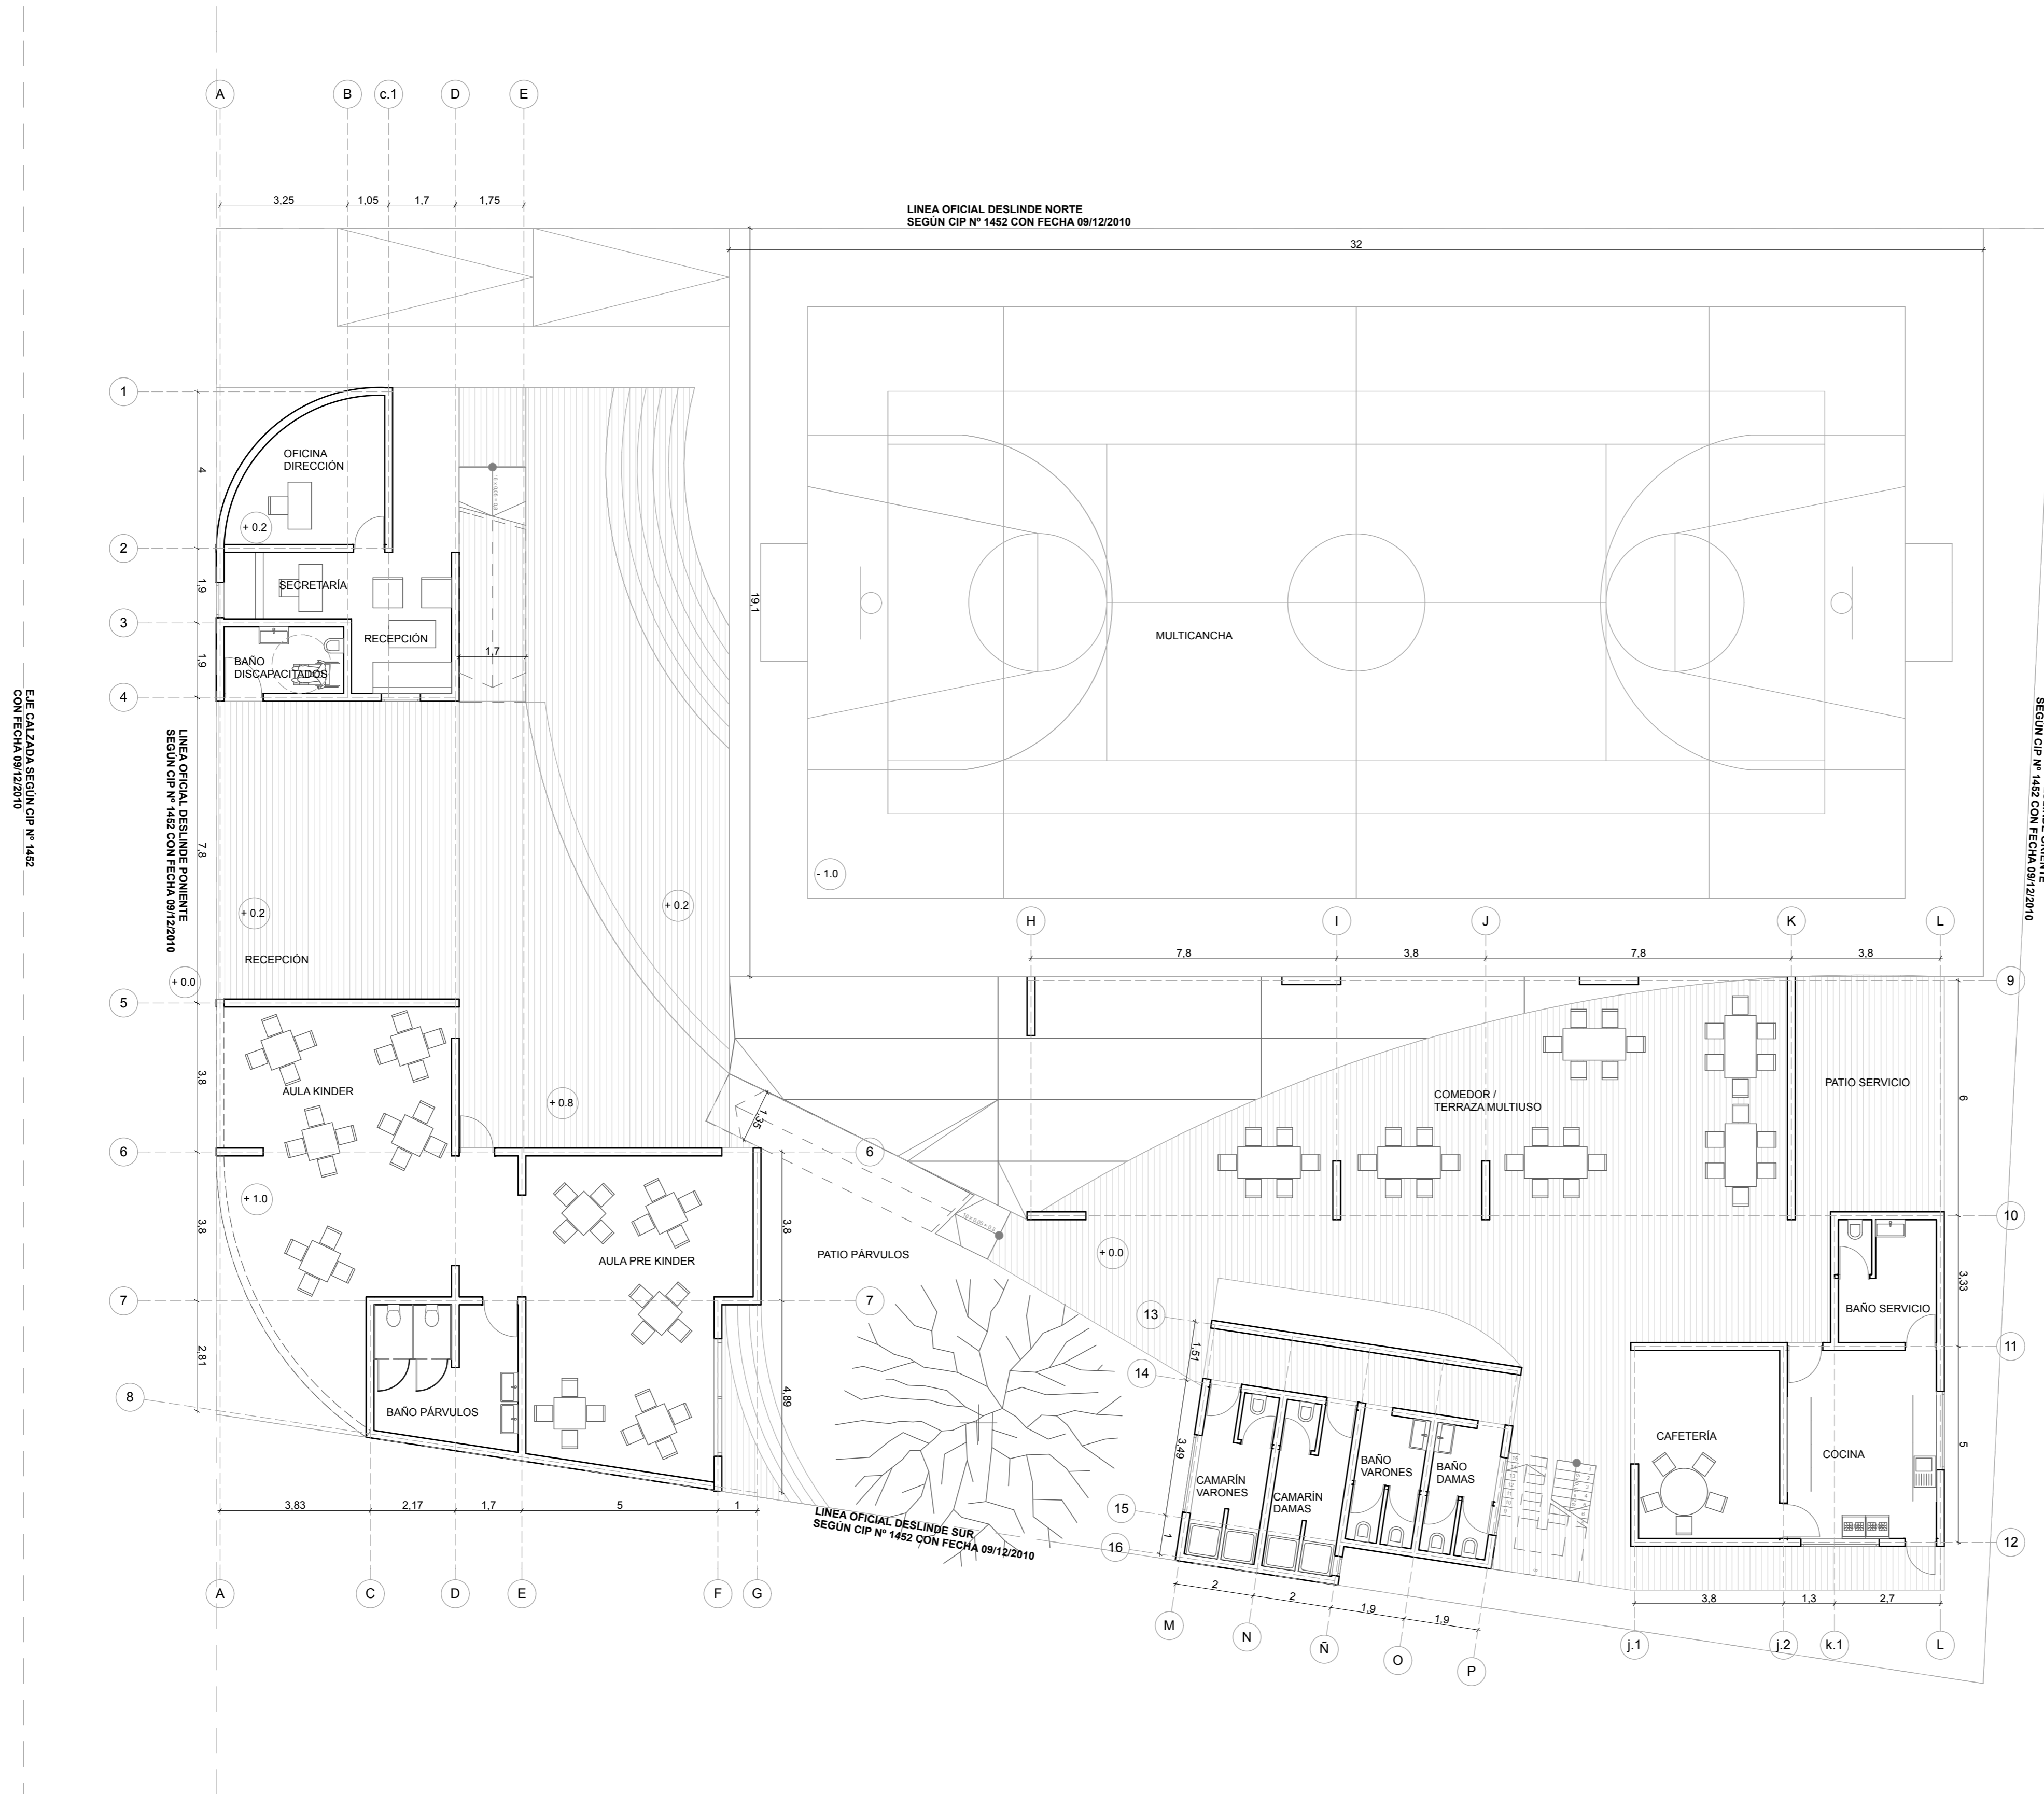 A
B
c.1
D
E
3,25
1,05
1,7
1,75
LINEA OFICIAL DESLINDE NORTE
SEGÚN CIP Nº 1452 CON FECHA 09/12/2010
32
1
OFICINA
DIRECCIÓN
4
16 x 0.05 = 0.8
+ 0.2
2
SECRETARÍA
1,9
19,1
3
RECEPCIÓN
MULTICANCHA
BAÑO
DISCAPACITADOS
1,9
1,7
4
EJE CALZADA SEGÚN CIP Nº 1452
CON FECHA 09/12/2010
LINEA OFICIAL DESLINDE PONIENTE
SEGÚN CIP Nº 1452 CON FECHA 09/12/2010
SEGÚN CIP Nº 1452 CON FECHA 09/12/2010
7,8
- 1.0
+ 0.2
+ 0.2
RECEPCIÓN
+ 0.0
H
I
J
K
L
7,8
3,8
7,8
3,8
5
9
3,8
AULA KINDER
+ 0.8
1,35
COMEDOR /
TERRAZA MULTIUSO
PATIO SERVICIO
6
6
6
+ 1.0
3,8
3,8
16 x 0.05 = 0.8
10
AULA PRE KINDER
PATIO PÁRVULOS
+ 0.0
3,33
7
7
13
BAÑO SERVICIO
2,81
1,51
11
14
8
BAÑO PÁRVULOS
4,89
3,49
CAMARÍN
VARONES
CAMARÍN
DAMAS
BAÑO
VARONES
BAÑO
DAMAS
CAFETERÍA
COCINA
5
15
1
16
12
3,83
2,17
1,7
5
1
LINEA OFICIAL DESLINDE SUR
SEGÚN CIP Nº 1452 CON FECHA 09/12/2010
2
2
1,9
1,9
3,8
1,3
2,7
A
C
D
E
F
G
M
N
Ñ
O
P
j.1
j.2
k.1
L